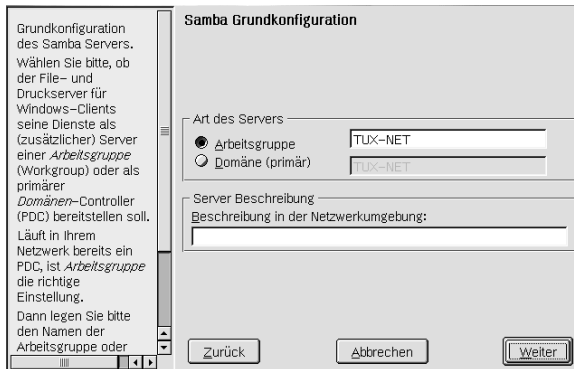 Grundkonfiguration
des Samba Servers.
Wählen Sie bitte, ob
der File- und
Druckserver für
Windows-Clients
seine Dienste als
(zusätzlicher) Server
einer Arbeitsgruppe
(Workgroup) oder als
primärer
Domänen-Controller
(PDC) bereitstellen soll.
Läuft in Ihrem
Netzwerk bereits ein
PDC, ist Arbeitsgruppe
die richtige
Einstellung.
Dann legen Sie bitte
den Namen der
Arbeitsgruppe oder
Samba Grundkonfiguration
Art des Servers
Arbeitsgruppe TUX-NET
Domäne (primär) TUX-NET
Server Beschreibung
Beschreibung in der Netzwerkumgebung:
Zurück Abbrechen Weiter